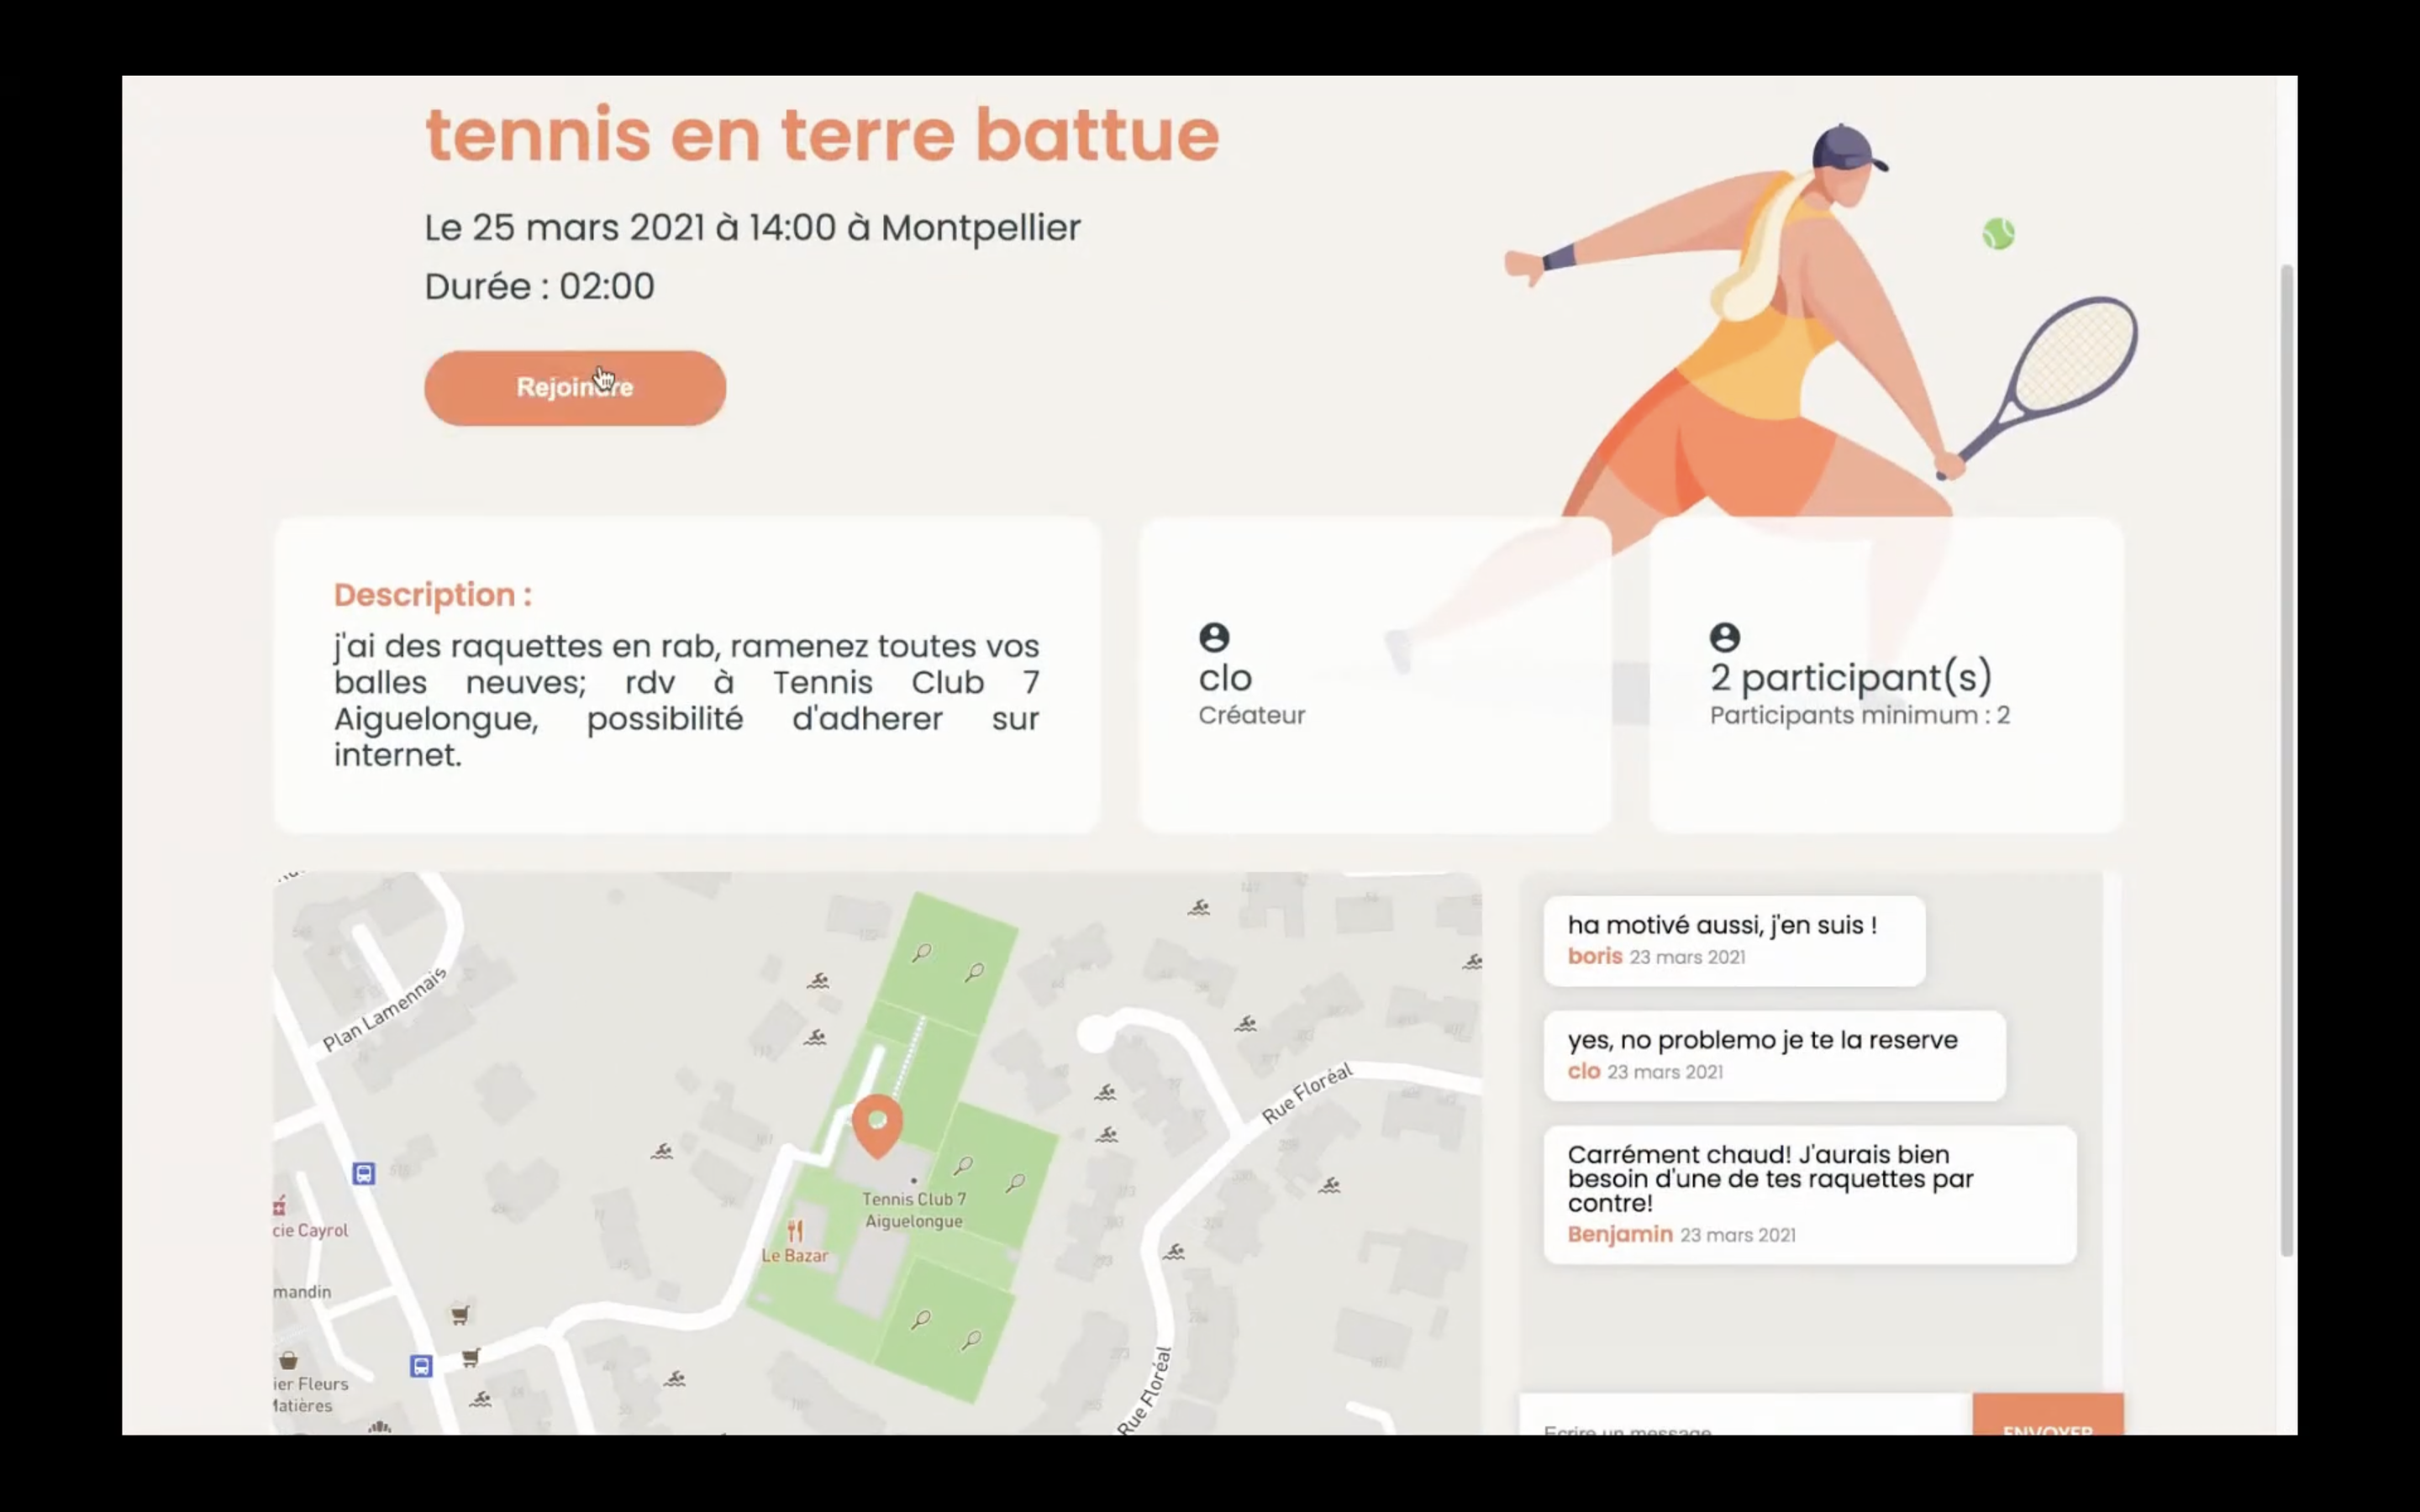 tennis en terre battue
Le 25 mars 2021 à 14:00 à Montpellier
Durée : 02:00
Rejoindre
Description :
j'ai des raquettes en rab, ramenez toutes vos
balles neuves; rdv à Tennis Club 7
Aiguelongue, possibilité d'adherer sur
internet.
clo
Créateur
2 participant(s)
Participants minimum : 2
Plan Lamennais
Rue Floréal
Tennis Club 7
Aiguelongue
Le Bazar
cie Cayrol
mandin
ier Fleurs
Matières
Rue Floréal
ha motivé aussi, j'en suis !
boris 23 mars 2021
yes, no problemo je te la reserve
clo 23 mars 2021
Carrément chaud! J'aurais bien
besoin d'une de tes raquettes par
contre!
Benjamin 23 mars 2021
Ecrire un message
ENVOYER